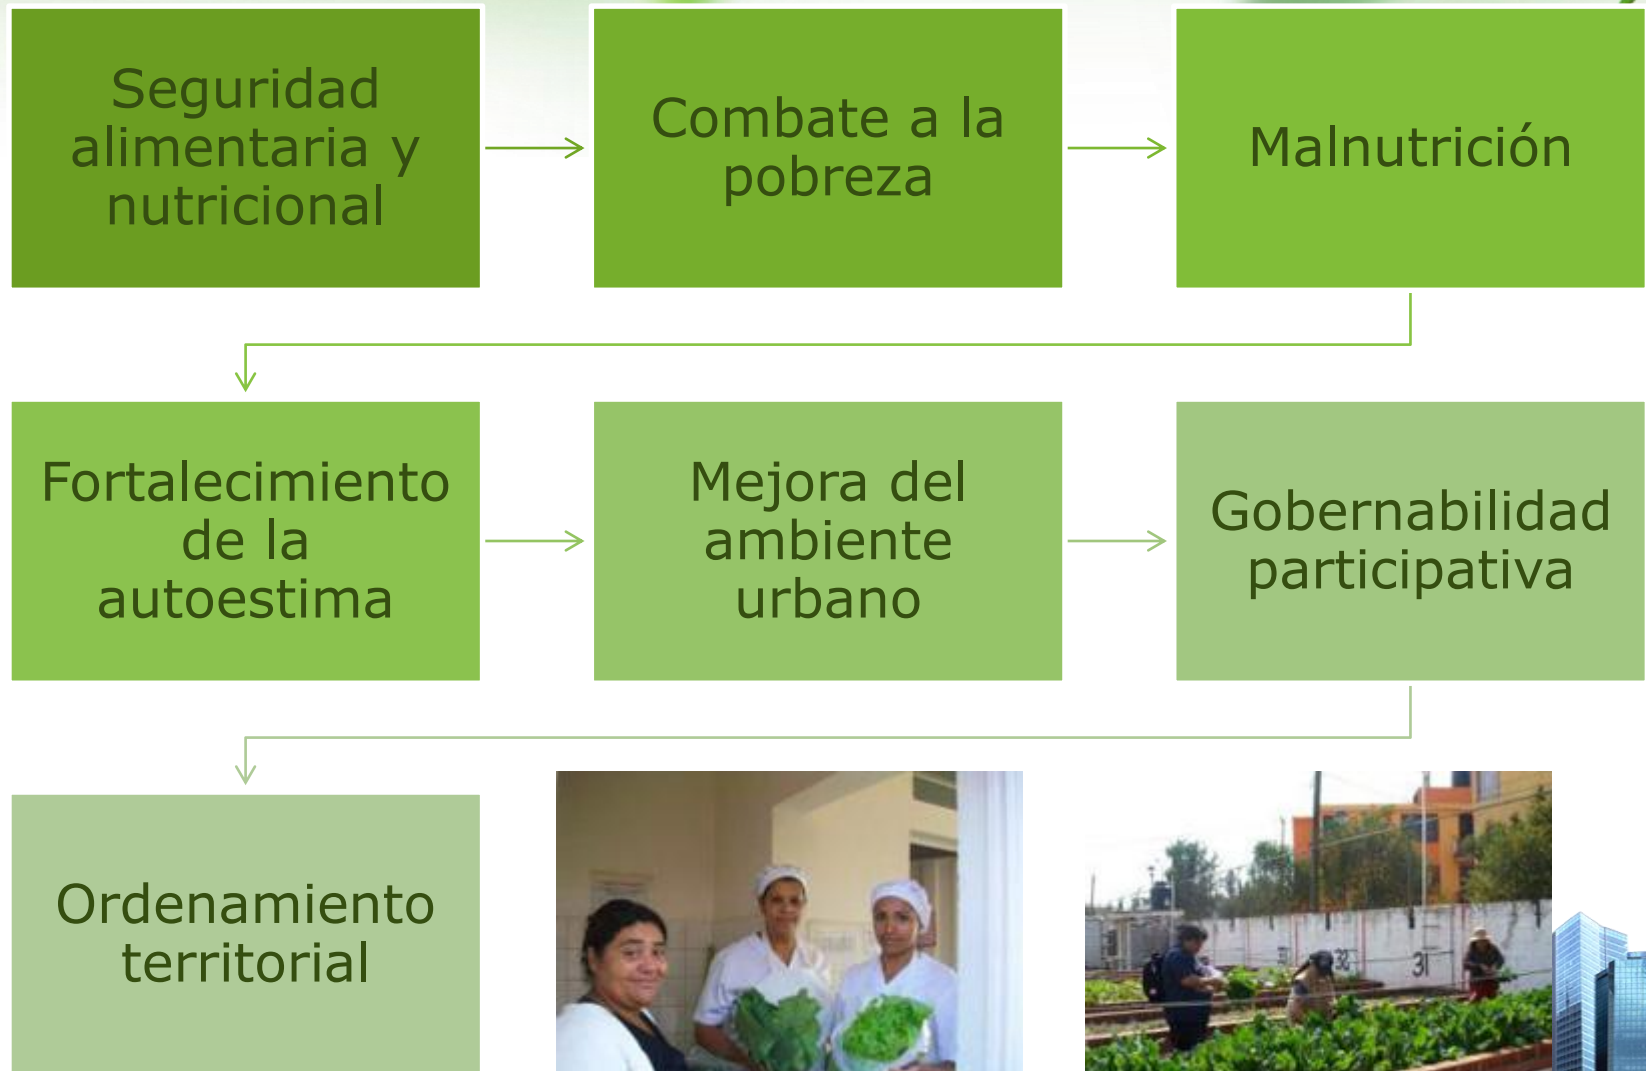 Seguridad
alimentaria y
nutricional
Combate a la
pobreza
Malnutrición
Fortalecimiento
de la
autoestima
Mejora del
ambiente
urbano
Gobernabilidad
participativa
Ordenamiento
territorial
31